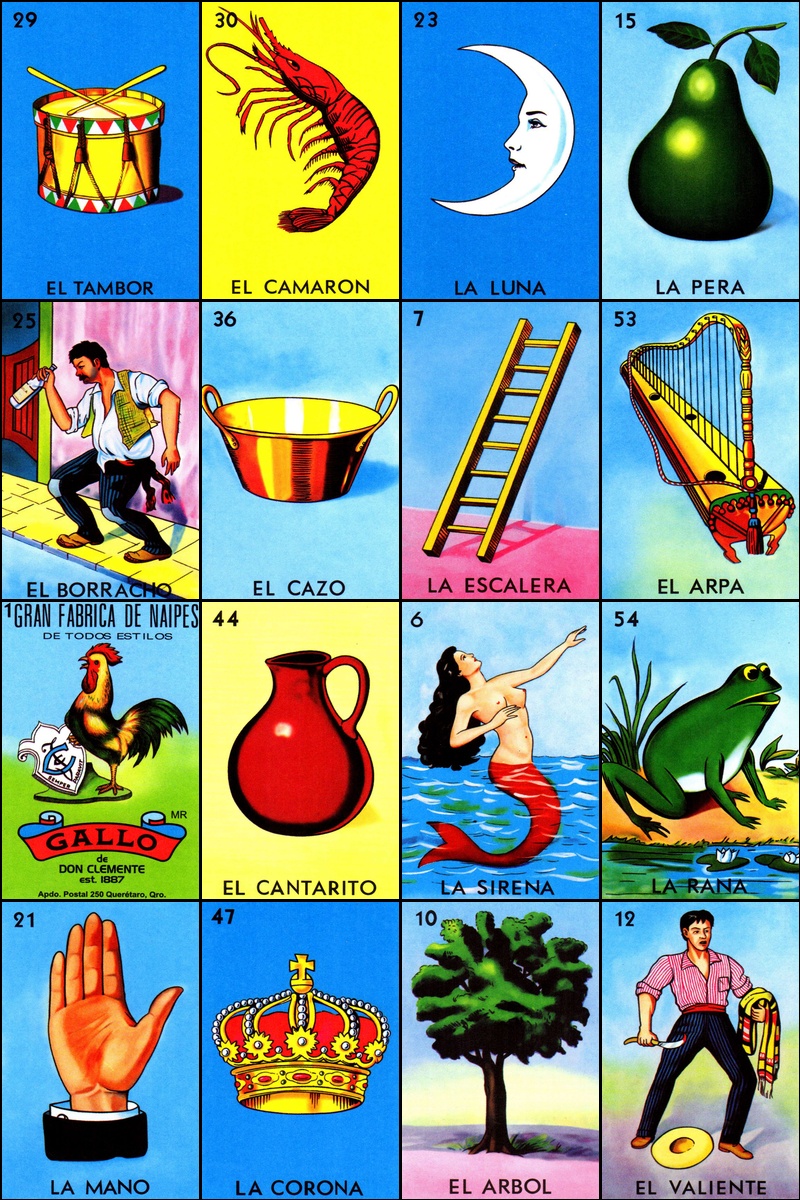 29
EL TAMBOR
30
EL CAMARON
23
LA LUNA
15
LA PERA
25
EL BORRACHO
36
EL CAZO
7
LA ESCALERA
53
EL ARPA
1
GRAN FABRICA DE NAIPES
DE TODOS ESTILOS
SEMPER
GALLO
MR
de
DON CLEMENTE
est. 1887
Apdo. Postal 250 Querétaro, Qro.
44
EL CANTARITO
6
LA SIRENA
54
LA RANA
21
LA MANO
47
LA CORONA
10
EL ARBOL
12
EL VALIENTE